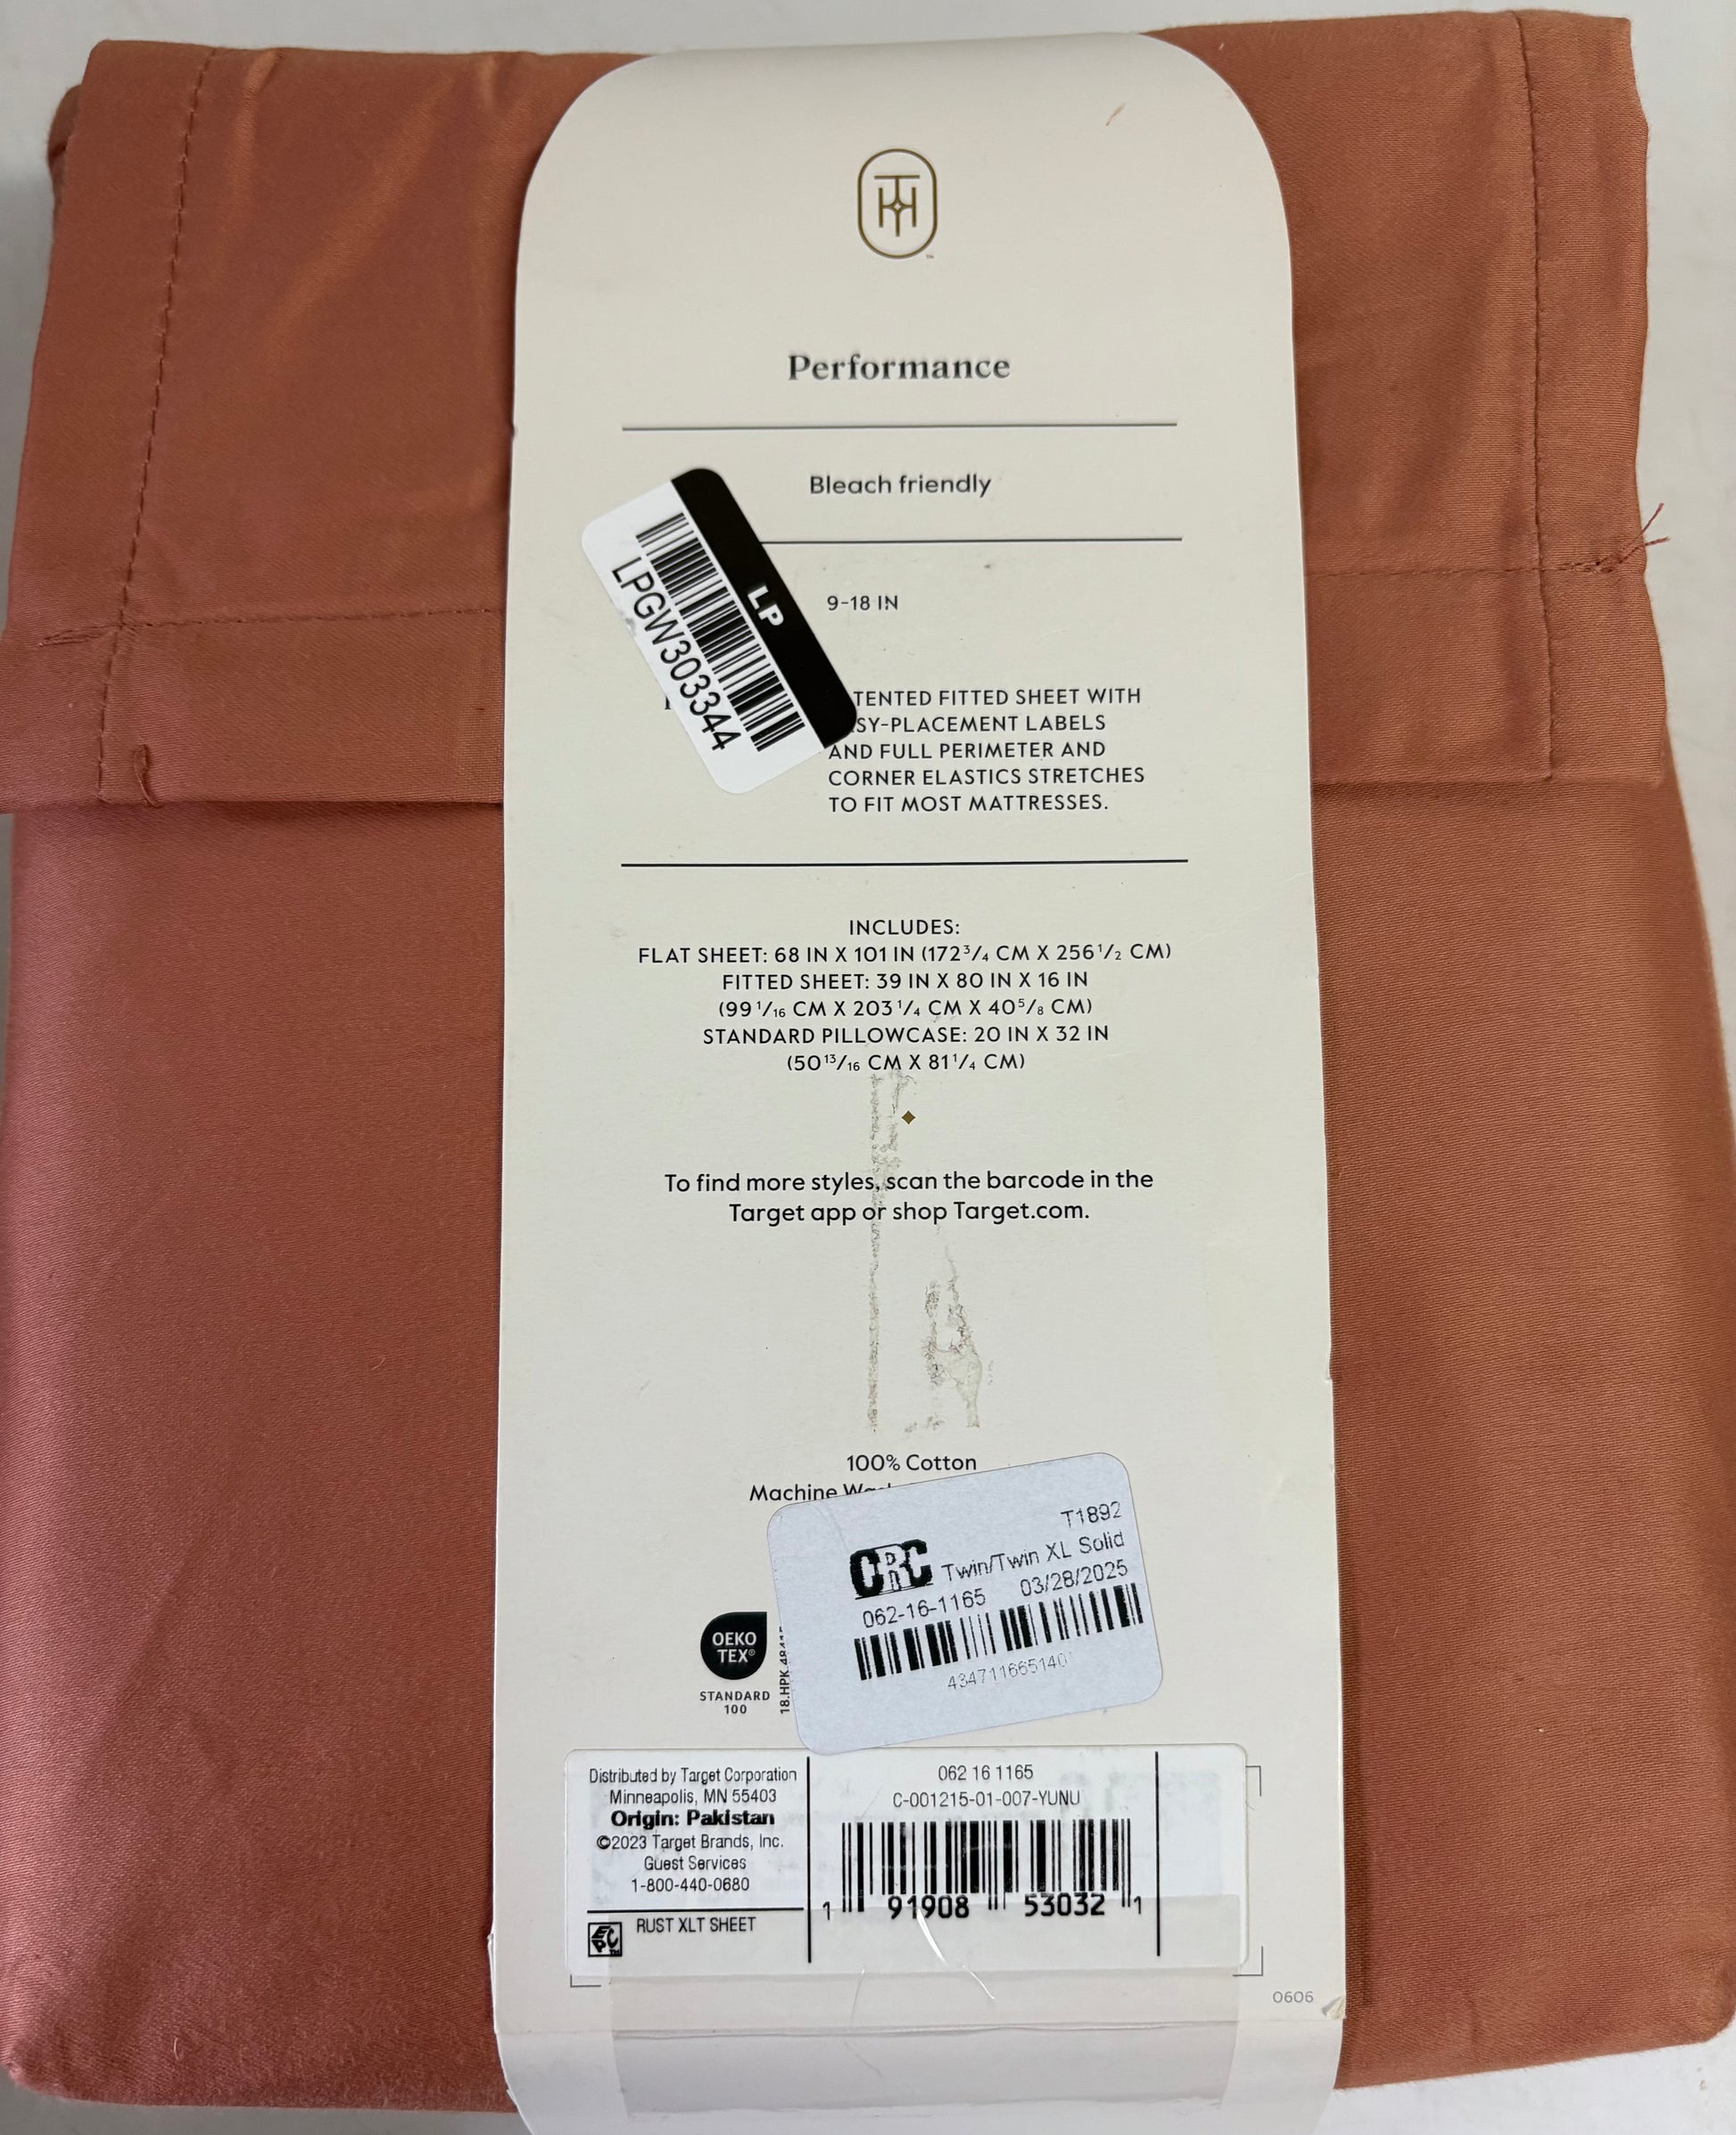 TH
Performance
Bleach friendly
LP
LPGW303344
9-18 IN
TENTED FITTED SHEET WITH
SY-PLACEMENT LABELS
AND FULL PERIMETER AND
CORNER ELASTICS STRETCHES
TO FIT MOST MATTRESSES.
INCLUDES:
FLAT SHEET: 68 IN X 101 IN (172 3/4 CM X 256 1/2 CM)
FITTED SHEET: 39 IN X 80 IN X 16 IN
(99 1/16 CM X 203 1/4 CM X 40 5/8 CM)
STANDARD PILLOWCASE: 20 IN X 32 IN
(50 13/16 CM X 81 1/4 CM)
To find more styles, scan the barcode in the
Target app or shop Target.com.
100% Cotton
Machine
T1892
CRC Twin/Twin XL Solid
062-16-1165 03/28/2025
434711665140
OEKO
TEX®
STANDARD
100
18.HPK.
Distributed by Target Corporation
Minneapolis, MN 55403
Origin: Pakistan
©2023 Target Brands, Inc.
Guest Services
1-800-440-0680
RUST XLT SHEET
062 16 1165
C-001215-01-007-YUNU
1 91908 53032 1
0606